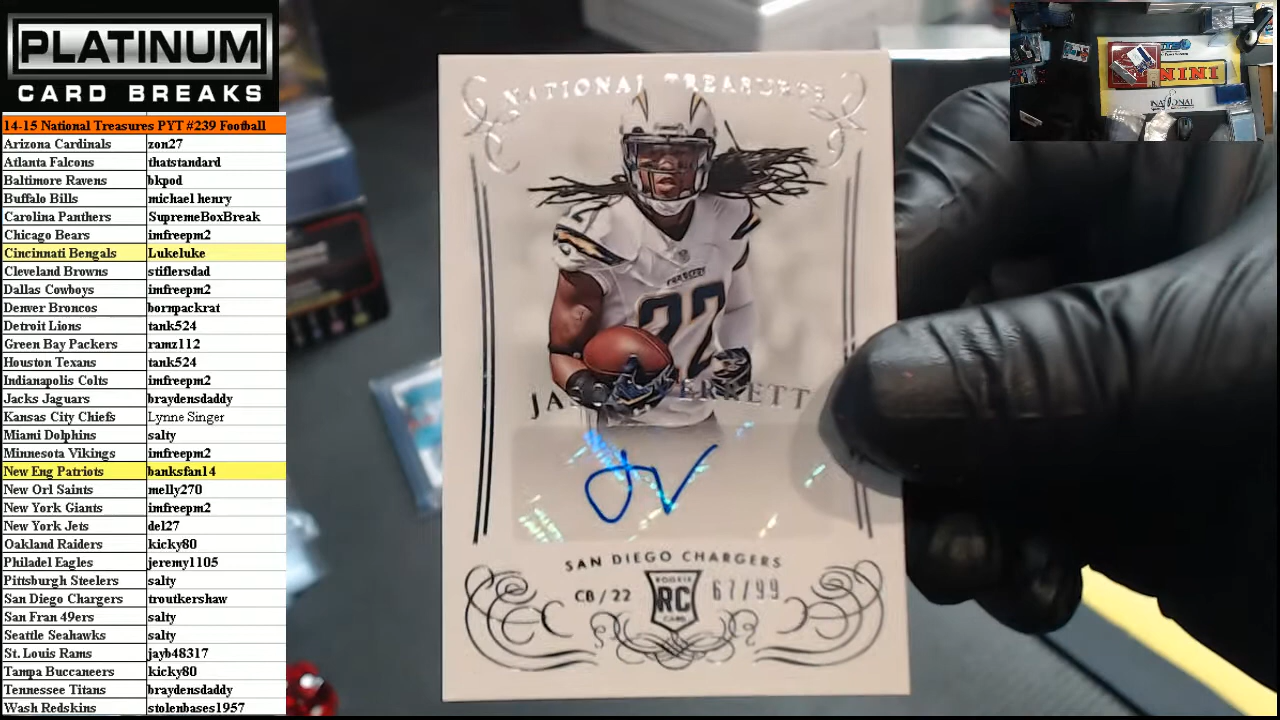 PLATINUM
CARD BREAKS
14-15 National Treasures PYT #239 Football
Arizona Cardinals zon27
Atlanta Falcons thatstandard
Baltimore Ravens bkpod
Buffalo Bills michael henry
Carolina Panthers SupremeBoxBreak
Chicago Bears imfreepm2
Cincinnati Bengals Lukeluke
Cleveland Browns stiflersdad
Dallas Cowboys imfreepm2
Denver Broncos bornpackrat
Detroit Lions tank524
Green Bay Packers ramz112
Houston Texans tank524
Indianapolis Colts imfreepm2
Jacks Jaguars braydensdaddy
Kansas City Chiefs Lynne Singer
Miami Dolphins salty
Minnesota Vikings imfreepm2
New Eng Patriots banksfan14
New Orl Saints melly270
New York Giants imfreepm2
New York Jets del27
Oakland Raiders kicky80
Philadel Eagles jeremy1105
Pittsburgh Steelers salty
San Diego Chargers troutkershaw
San Fran 49ers salty
Seattle Seahawks salty
St. Louis Rams jayb48317
Tampa Buccaneers kicky80
Tennessee Titans braydensdaddy
Wash Redskins stolenbases1957
NATIONAL TREASURES
CHARGERS
22
JV
SAN DIEGO CHARGERS
CB / 22
ROOKIE
RC
CARD
67/99